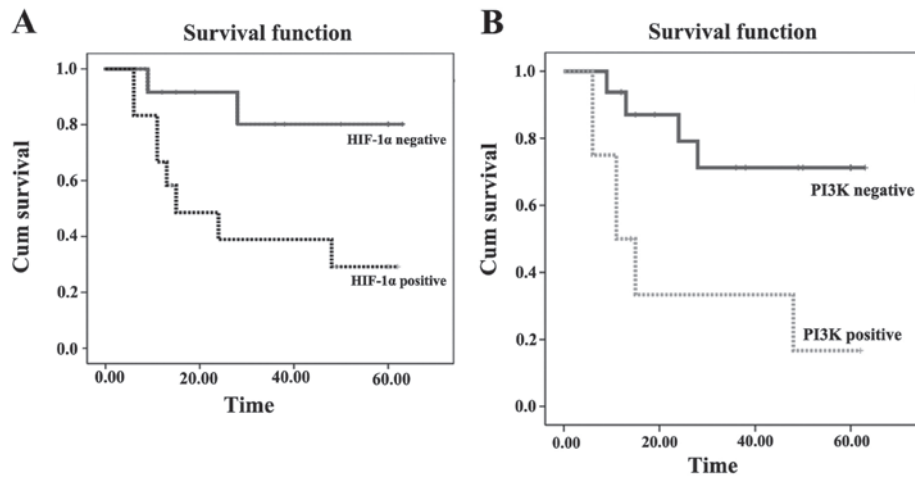 A
Survival function
Cum survival
1.0
0.8
0.6
0.4
0.2
0.0
HIF-1α negative
HIF-1α positive
0.00
20.00
40.00
60.00
Time
B
Survival function
Cum survival
1.0
0.8
0.6
0.4
0.2
0.0
PI3K negative
PI3K positive
0.00
20.00
40.00
60.00
Time